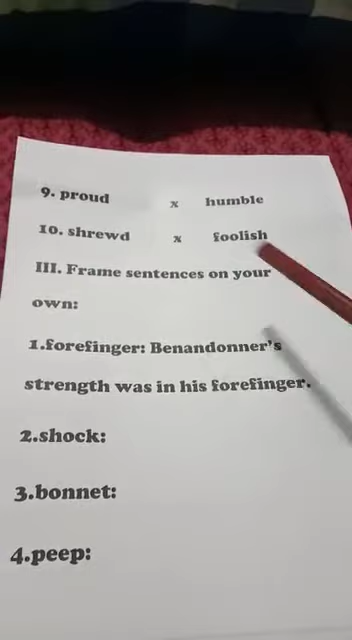 9. proud x humble
10. shrewd x foolish
III. Frame sentences on your
own:
1.forefinger: Benandonner's
strength was in his forefinger.
2.shock:
3.bonnet:
4.peep: